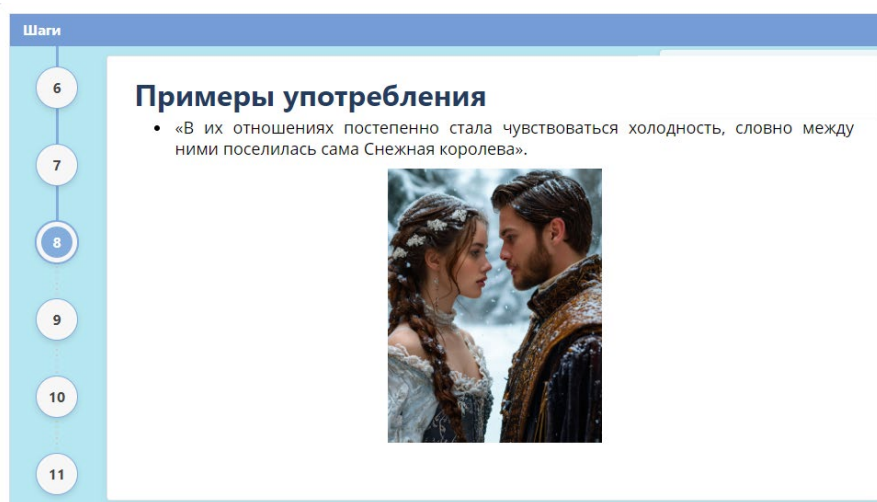 Шаги
6
Примеры употребления
• «В их отношениях постепенно стала чувствоваться холодность, словно между
ними поселилась сама Снежная королева».
7
8
9
10
11